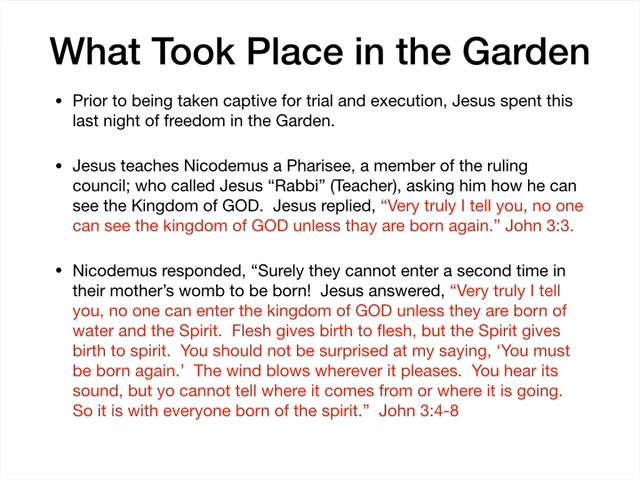 What Took Place in the Garden
• Prior to being taken captive for trial and execution, Jesus spent this
last night of freedom in the Garden.
• Jesus teaches Nicodemus a Pharisee, a member of the ruling
council; who called Jesus “Rabbi” (Teacher), asking him how he can
see the Kingdom of GOD.  Jesus replied, “Very truly I tell you, no one
can see the kingdom of GOD unless thay are born again.” John 3:3.
• Nicodemus responded, “Surely they cannot enter a second time in
their mother’s womb to be born!  Jesus answered, “Very truly I tell
you, no one can enter the kingdom of GOD unless they are born of
water and the Spirit.  Flesh gives birth to flesh, but the Spirit gives
birth to spirit.  You should not be surprised at my saying, ‘You must
be born again.’  The wind blows wherever it pleases.  You hear its
sound, but yo cannot tell where it comes from or where it is going.
So it is with everyone born of the spirit.”  John 3:4-8